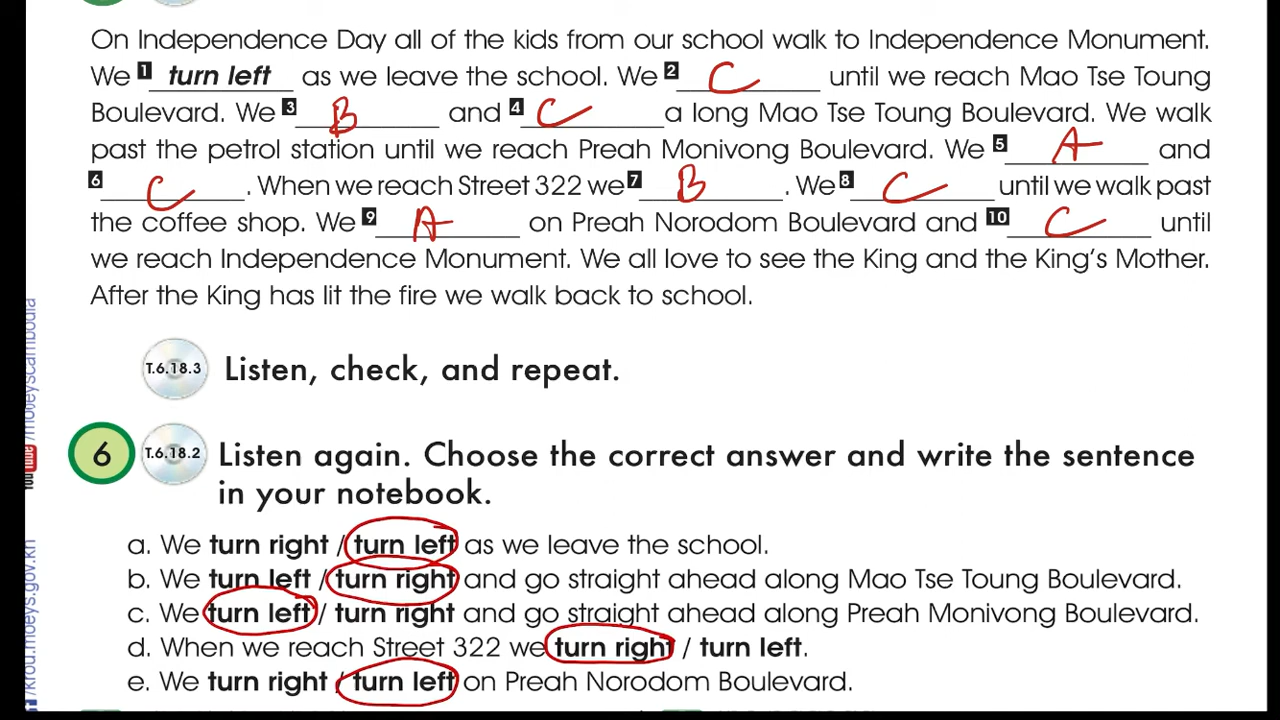 On Independence Day all of the kids from our school walk to Independence Monument.
We 1 turn left as we leave the school. We 2 C until we reach Mao Tse Toung
Boulevard. We 3 B and 4 C a long Mao Tse Toung Boulevard. We walk
past the petrol station until we reach Preah Monivong Boulevard. We 5 A and
6 C. When we reach Street 322 we 7 B. We 8 C until we walk past
the coffee shop. We 9 A on Preah Norodom Boulevard and 10 C until
we reach Independence Monument. We all love to see the King and the King's Mother.
After the King has lit the fire we walk back to school.
T.6.18.3 Listen, check, and repeat.
6 T.6.18.2 Listen again. Choose the correct answer and write the sentence
in your notebook.
a. We turn right / turn left as we leave the school.
b. We turn left / turn right and go straight ahead along Mao Tse Toung Boulevard.
c. We turn left / turn right and go straight ahead along Preah Monivong Boulevard.
d. When we reach Street 322 we turn right / turn left.
e. We turn right / turn left on Preah Norodom Boulevard.
/moeyscambodia
YouTube
/krou.moeys.gov.kh